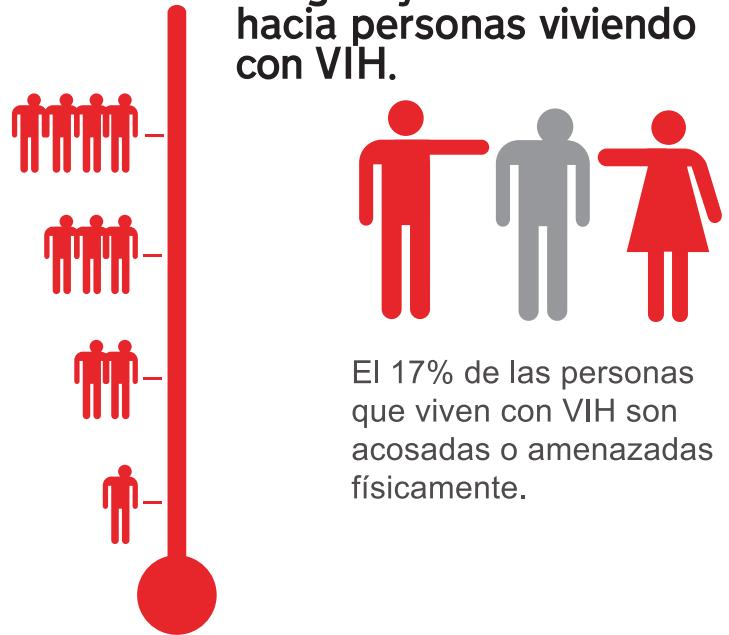 hacia personas viviendo
con VIH.
El 17% de las personas
que viven con VIH son
acosadas o amenazadas
físicamente.